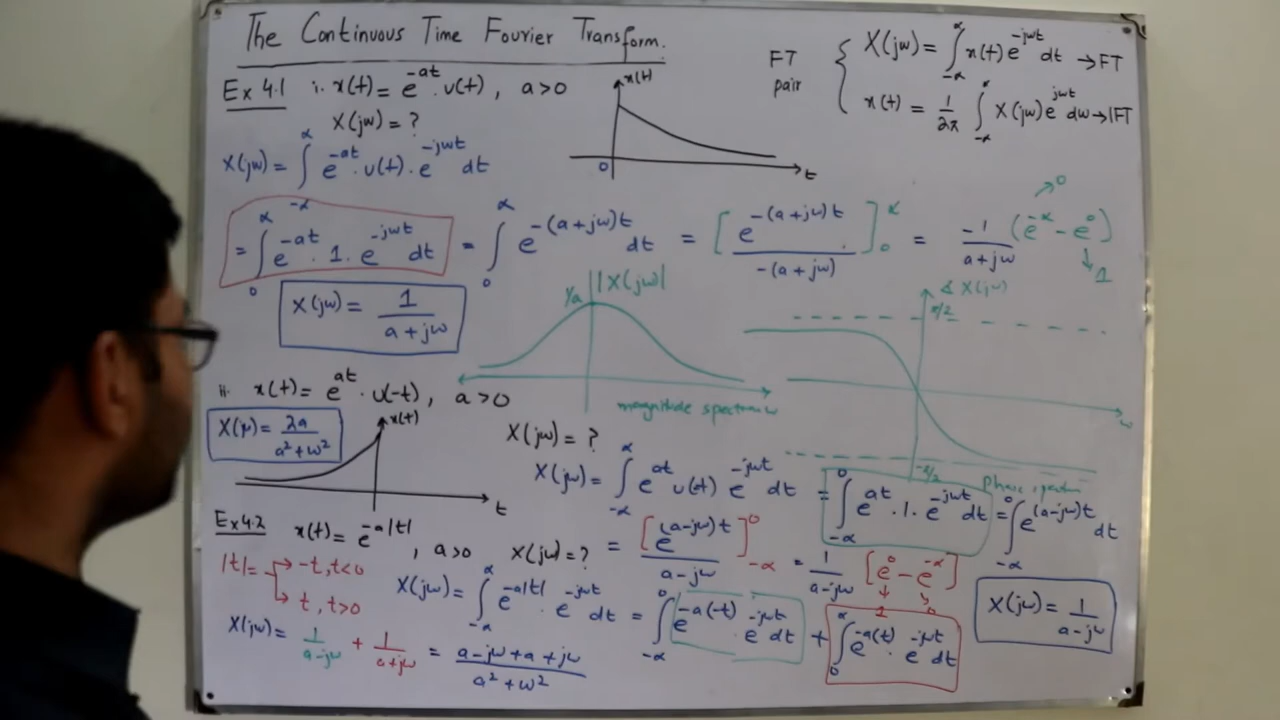 The Continuous Time Fourier Transform.
FT pair { X(jω) = ∫_{-∞}^{∞} x(t) e^{-jωt} dt → FT
x(t) = 1/2π ∫_{-∞}^{∞} X(jω) e^{jωt} dω → IFT
Ex 4.1 i. x(t) = e^{-at} . u(t) , a>0
x(t)
0
t
X(jω) = ?
X(jω) = ∫_{-∞}^{∞} e^{-at} . u(t) . e^{-jωt} dt
= ∫_0^{∞} e^{-at} . 1 . e^{-jωt} dt = ∫_0^{∞} e^{-(a+jω)t} dt = [ e^{-(a+jω)t} / -(a+jω) ]_0^{∞} = -1/(a+jω) (e^{-∞} - e^0)
→ 0
↓ 1
X(jω) = 1/(a+jω)
1/a
|X(jω)|
magnitude spectrum ω
∡ X(jω)
π/2
-π/2
ω
Phase spectrum
ii. x(t) = e^{at} . u(-t) , a>0
X(jω) = 2a/(a²+ω²)
x(t)
t
X(jω) = ?
X(jω) = ∫_{-∞}^{∞} e^{at} u(t) e^{-jωt} dt = ∫_{-∞}^0 e^{at} . 1 . e^{-jωt} dt = ∫_{-∞}^0 e^{(a-jω)t} dt
= [ e^{(a-jω)t} / a-jω ]_{-∞}^0 = 1/(a-jω) [e^0 - e^{-∞}]
↓ 1 ↘ 0
X(jω) = 1/(a-jω)
Ex 4.2 x(t) = e^{-a|t|} , a>0 X(jω) = ?
|t| = → -t, t<0
→ t, t>0
X(jω) = ∫_{-∞}^{∞} e^{-a|t|} . e^{-jωt} dt = ∫_{-∞}^0 e^{-a(-t)} . e^{-jωt} dt + ∫_0^{∞} e^{-a(t)} . e^{-jωt} dt
X(jω) = 1/(a-jω) + 1/(a+jω) = (a-jω+a+jω)/(a²+ω²)